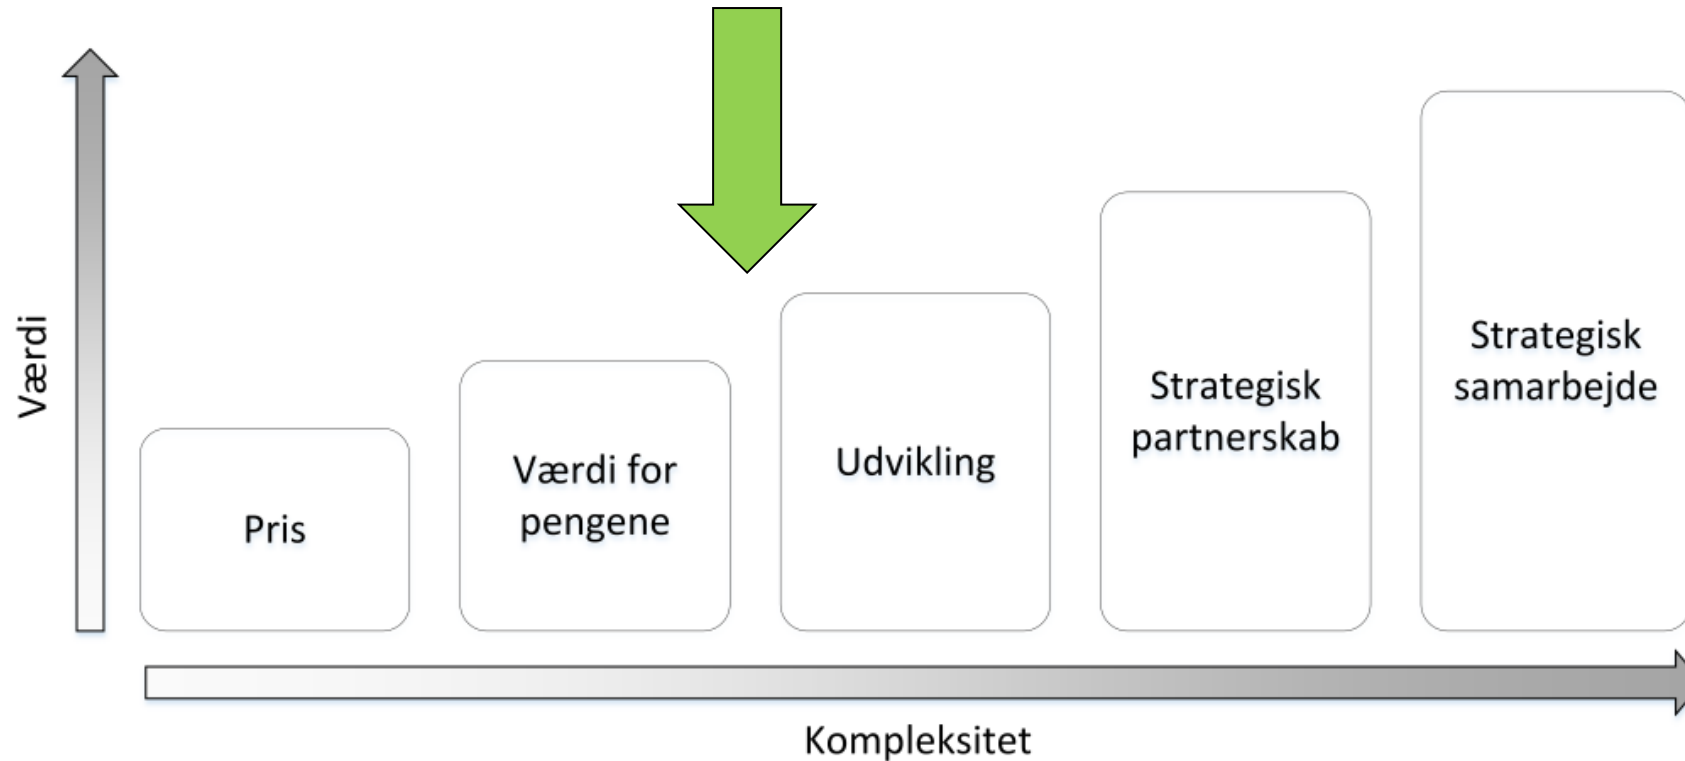 Værdi
Pris
Værdi for
pengene
Udvikling
Strategisk
partnerskab
Strategisk
samarbejde
Kompleksitet